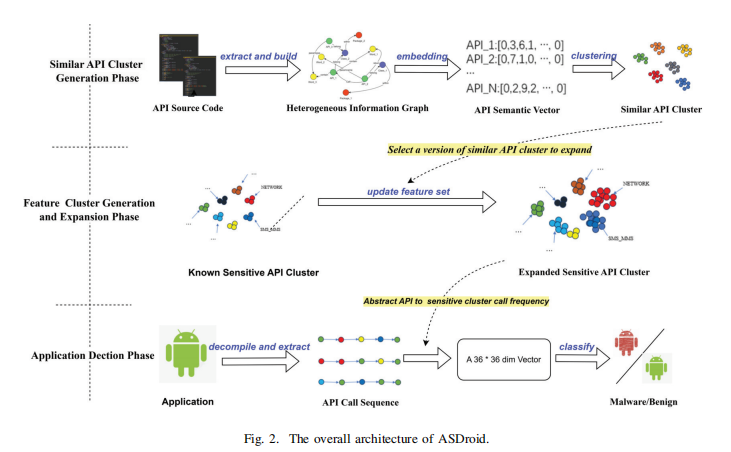 Similar API Cluster
Generation Phase
extract and build
embedding
clustering
API_1:[0,3,6,1, ···, 0]
API_2:[0,7,1,0, ···, 0]
...
API_N:[0,2,9,2, ···, 0]
API Source Code
Heterogeneous Information Graph
API Semantic Vector
Similar API Cluster
Select a version of similar API cluster to expand
Feature Cluster Generation
and Expansion Phase
...
...
NETWORK
...
SMS_MMS
update feature set
...
...
NETWORK
...
SMS_MMS
Known Sensitive API Cluster
Expanded Sensitive API Cluster
Abstract API to sensitive cluster call frequency
Application Dection Phase
decompile and extract
A 36 * 36 dim Vector
classify
Application
API Call Sequence
Malware/Benign
Fig. 2. The overall architecture of ASDroid.